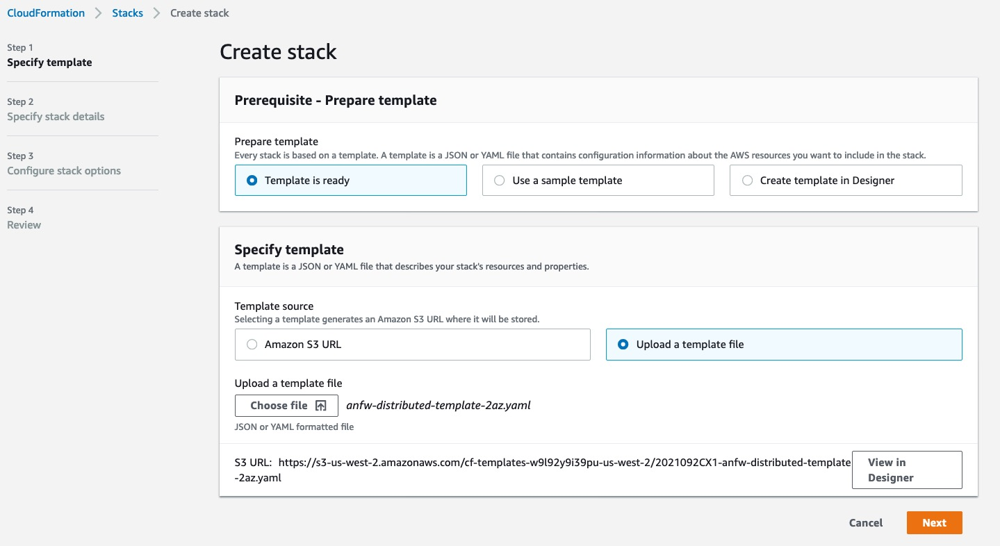 CloudFormation > Stacks > Create stack
Step 1
Specify template
Step 2
Specify stack details
Step 3
Configure stack options
Step 4
Review
Create stack
Prerequisite - Prepare template
Prepare template
Every stack is based on a template. A template is a JSON or YAML file that contains configuration information about the AWS resources you want to include in the stack.
Template is ready
Use a sample template
Create template in Designer
Specify template
A template is a JSON or YAML file that describes your stack's resources and properties.
Template source
Selecting a template generates an Amazon S3 URL where it will be stored.
Amazon S3 URL
Upload a template file
Upload a template file
Choose file
anfw-distributed-template-2az.yaml
JSON or YAML formatted file
S3 URL: https://s3-us-west-2.amazonaws.com/cf-templates-w9l92y9i39pu-us-west-2/2021092CX1-anfw-distributed-template
-2az.yaml
View in
Designer
Cancel
Next